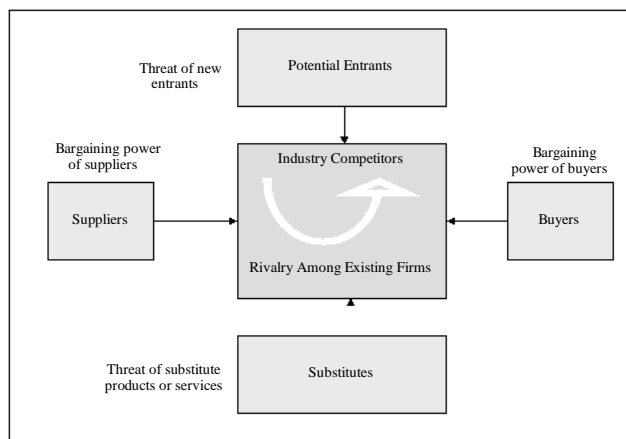 Potential Entrants
Threat of new
entrants
Bargaining power
of suppliers
Industry Competitors
Bargaining
power of buyers
Suppliers
Buyers
Rivalry Among Existing Firms
Threat of substitute
products or services
Substitutes